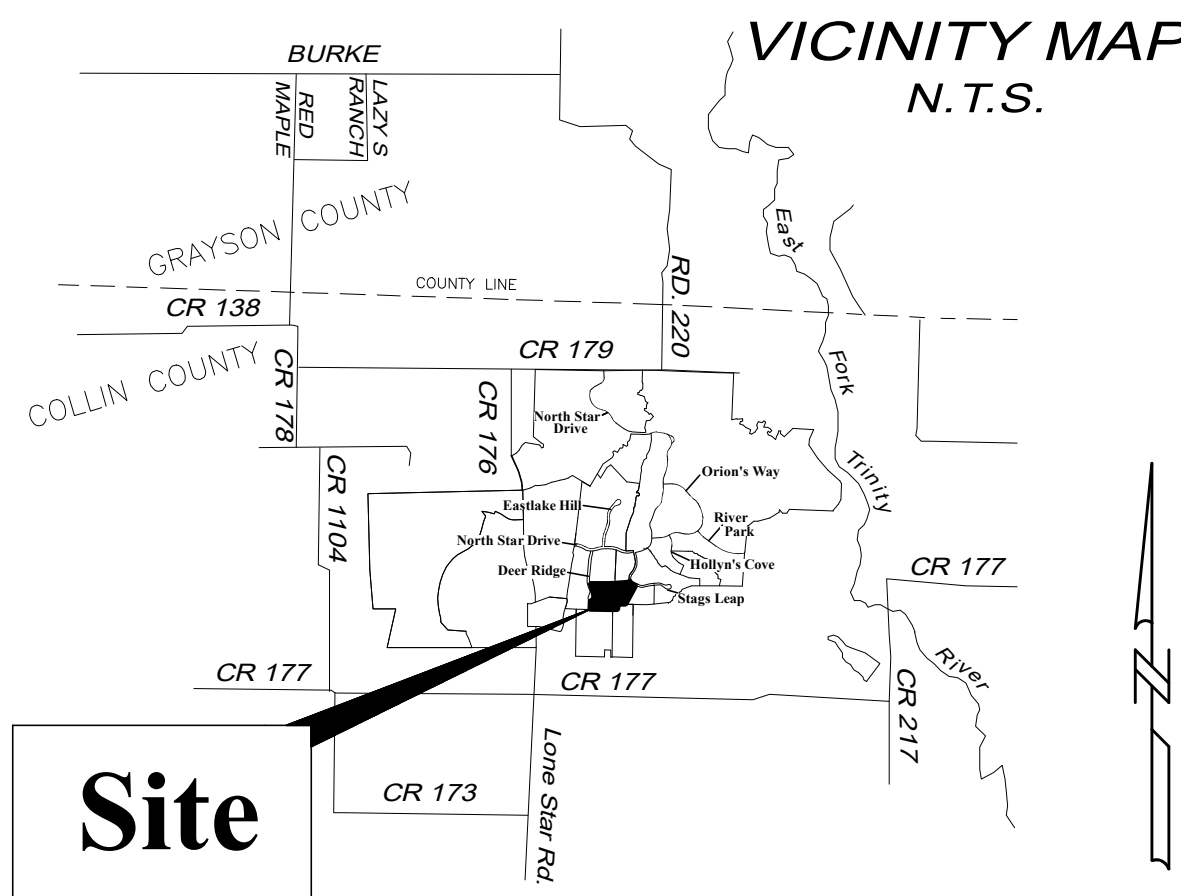 VICINITY MAP
N.T.S.
BURKE
RED
MAPLE
LAZY S
RANCH
GRAYSON COUNTY
East
COUNTY LINE
RD. 220
CR 138
CR 179
COLLIN COUNTY
CR 178
Fork
CR 176
North Star
Drive
Trinity
CR 1104
Orion's Way
Eastlake Hill
River
Park
North Star Drive
Hollyn's Cove
CR 177
Deer Ridge
Stags Leap
River
CR 177
CR 177
CR 217
N
Lone Star Rd.
Site
CR 173